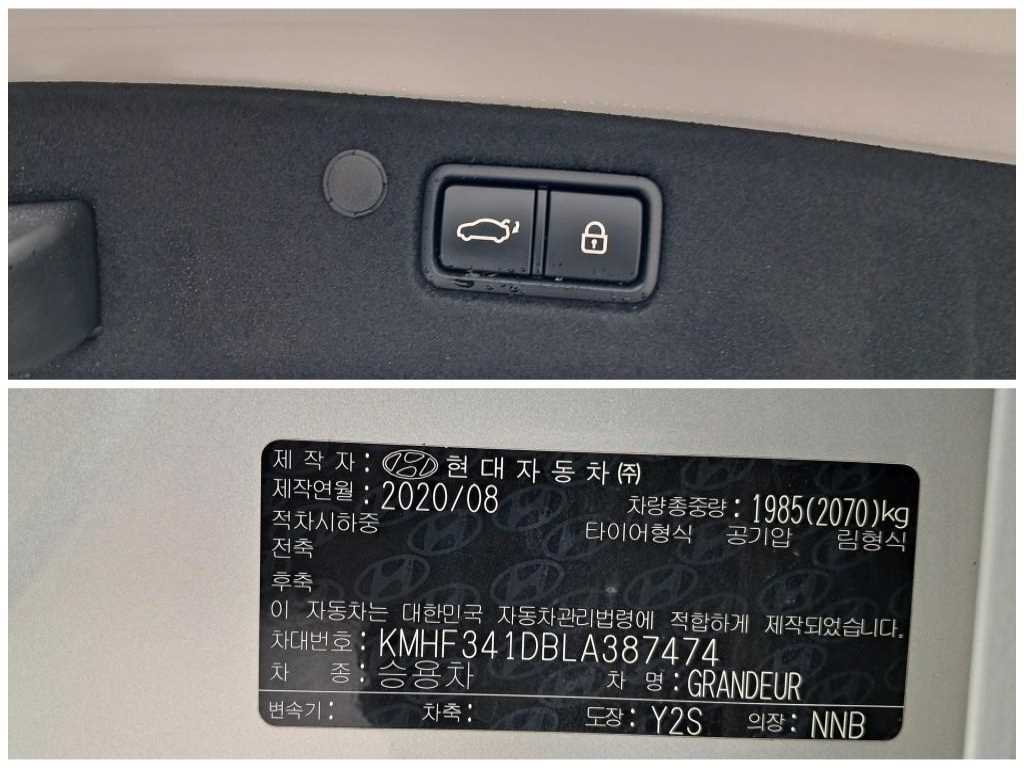 제 작 자 : 현대자동차㈜
제작연월 : 2020/08 차량총중량 : 1985(2070)kg
적차시하중 타이어형식 공기압 림형식
전축
후축
이 자동차는 대한민국 자동차관리법령에 적합하게 제작되었습니다.
차대번호 : KMHF341DBLA387474
차 종 : 승용차 차 명 : GRANDEUR
변속기 : 차축 : 도장 : Y2S 의장 : NNB